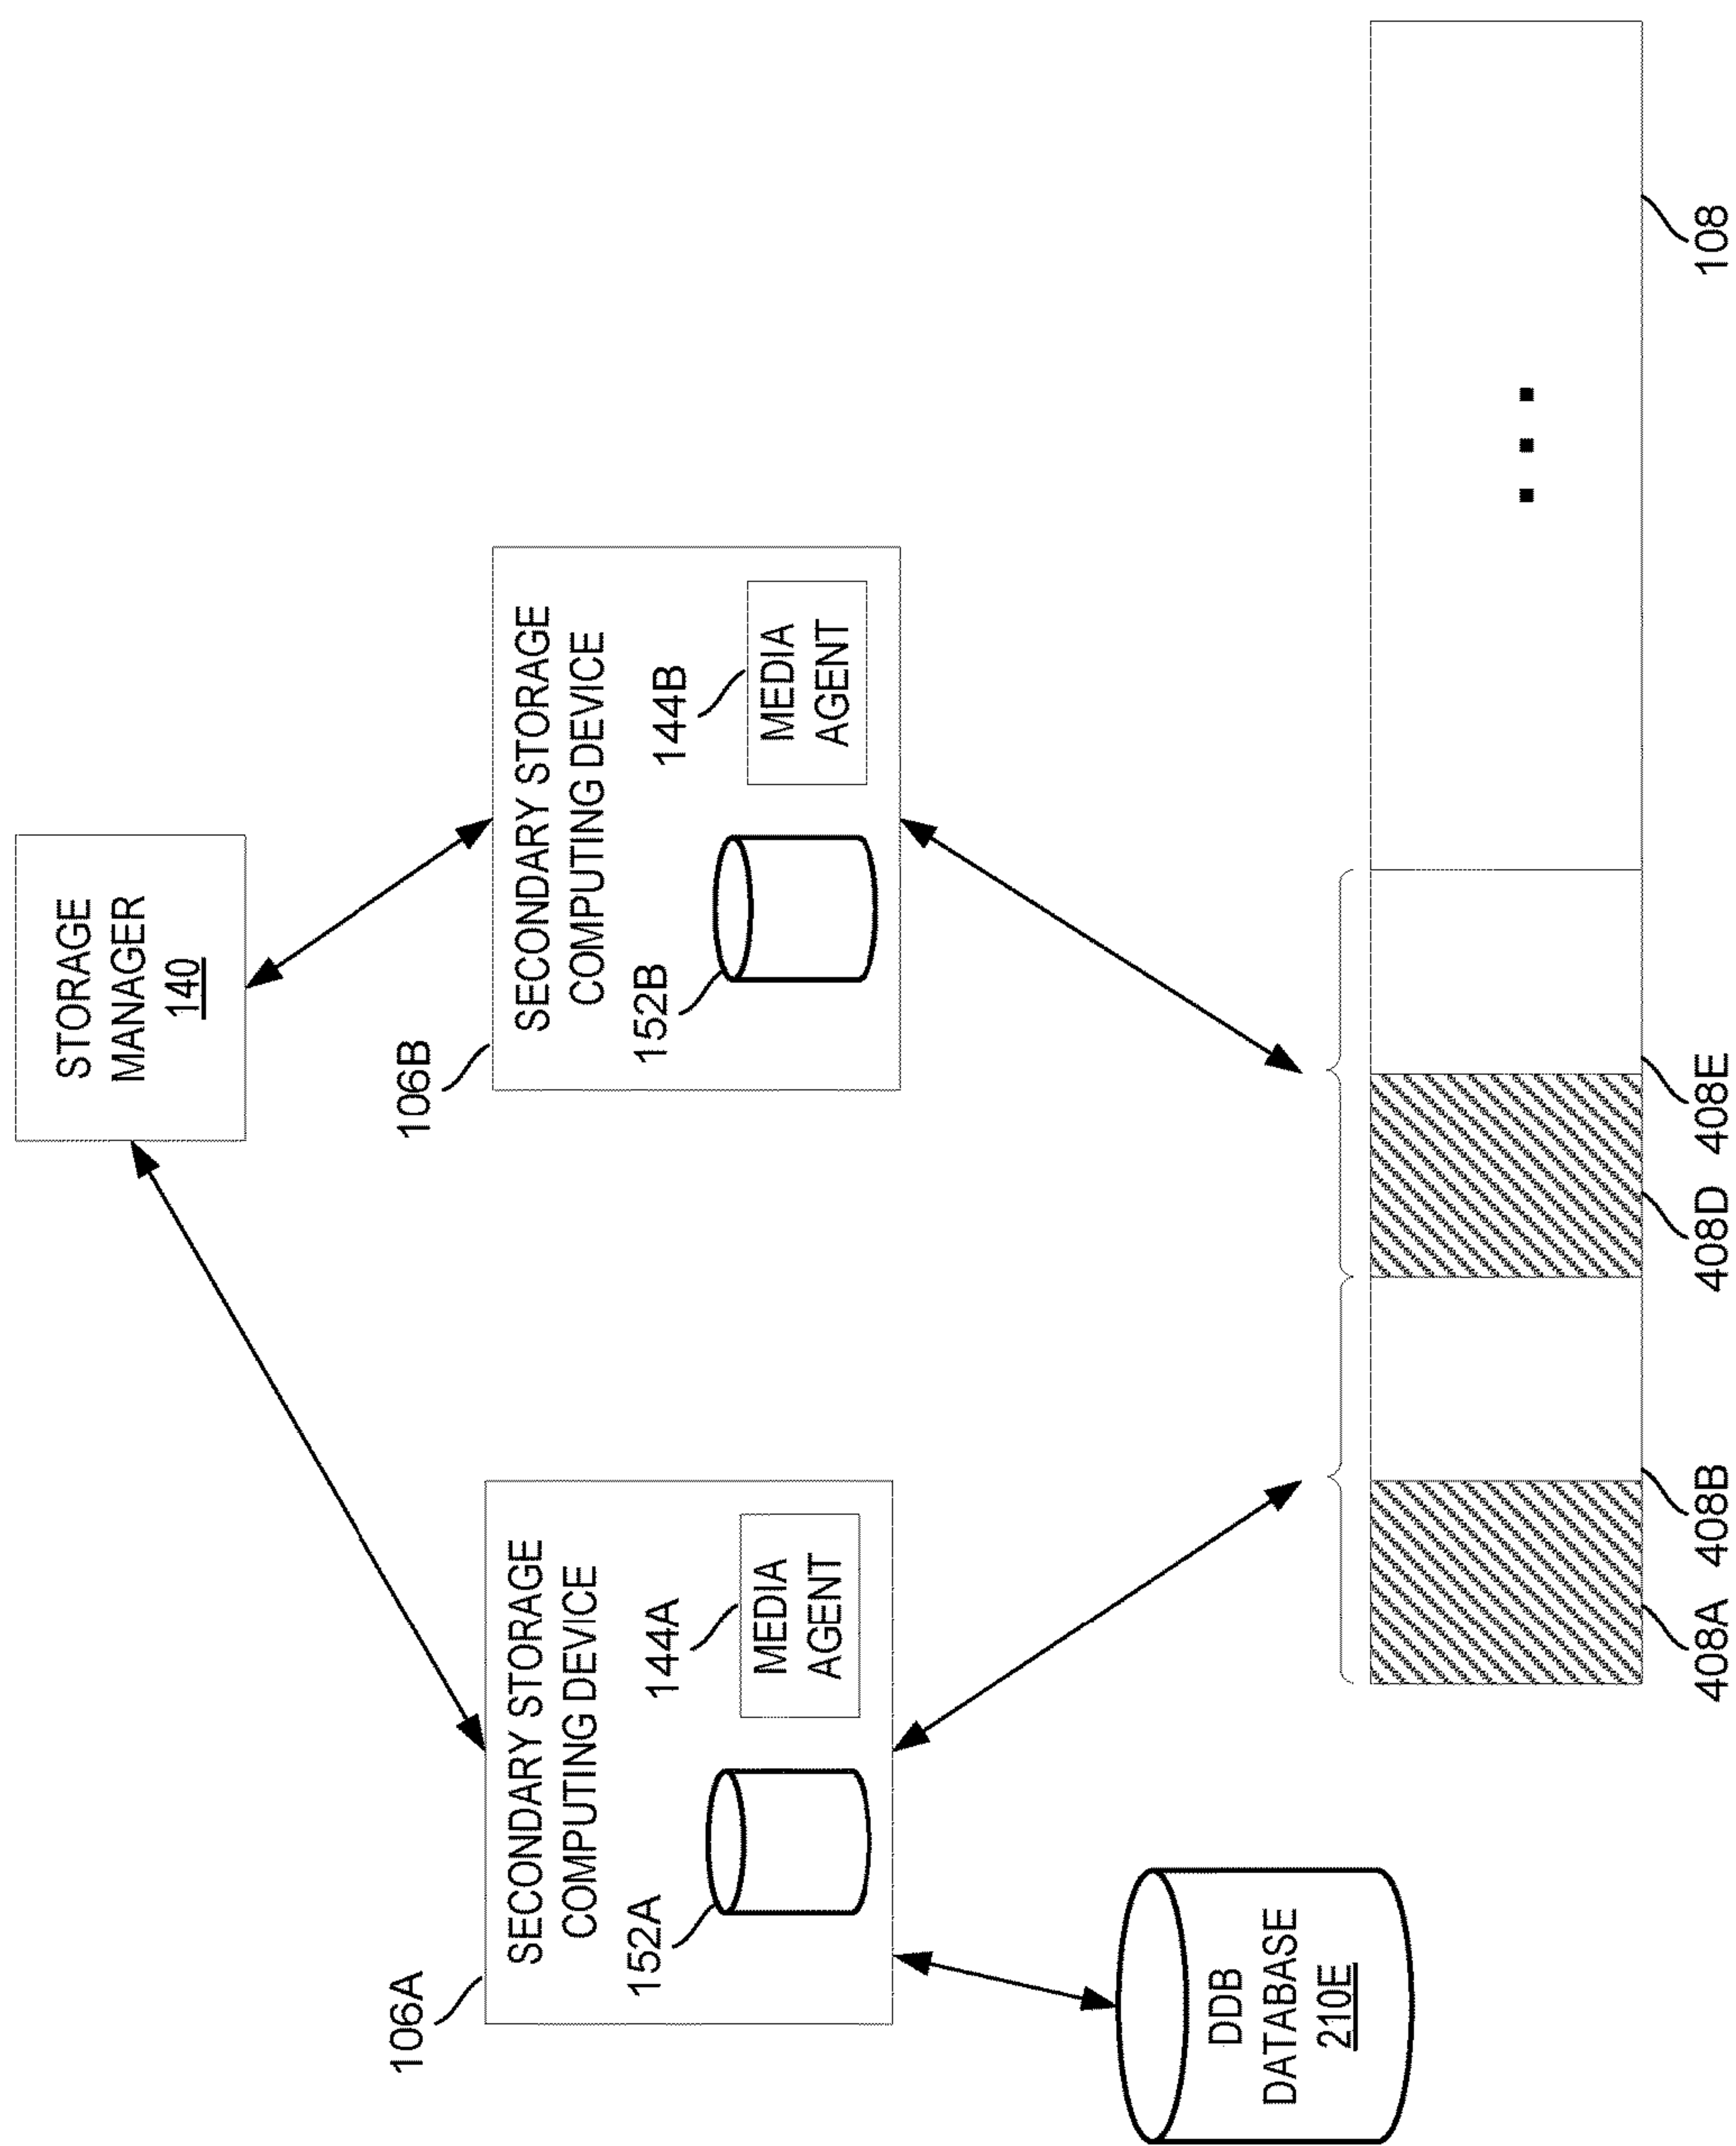 STORAGE
MANAGER
140
106A
SECONDARY STORAGE
COMPUTING DEVICE
152A
144A
MEDIA
AGENT
106B
SECONDARY STORAGE
COMPUTING DEVICE
152B
144B
MEDIA
AGENT
DDB
DATABASE
210E
408A
408B
408D
408E
108